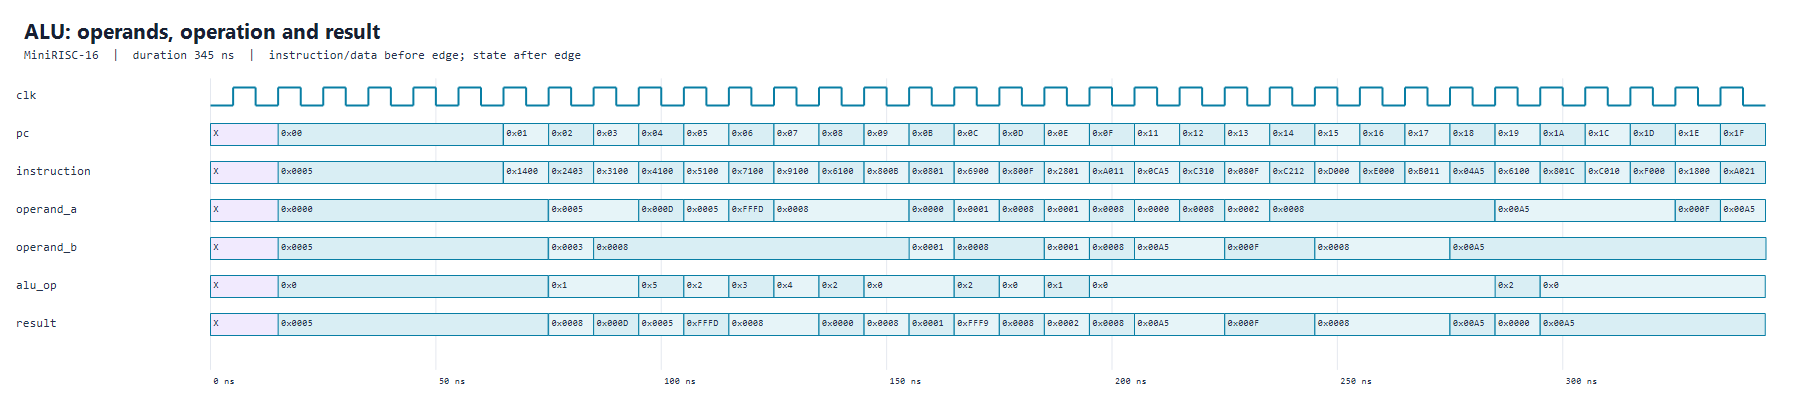 ALU: operands, operation and result
MiniRISC-16 | duration 345 ns | instruction/data before edge; state after edge
clk
pc X 0x00 0x01 0x02 0x03 0x04 0x05 0x06 0x07 0x08 0x09 0x0B 0x0C 0x0D 0x0E 0x0F 0x11 0x12 0x13 0x14 0x15 0x16 0x17 0x18 0x19 0x1A 0x1C 0x1D 0x1E 0x1F
instruction X 0x0005 0x1400 0x2403 0x3100 0x4100 0x5100 0x7100 0x9100 0x6100 0x800B 0x0801 0x6900 0x800F 0x2801 0xA011 0x0CA5 0xC310 0x080F 0xC212 0xD000 0xE000 0xB011 0x04A5 0x6100 0x801C 0xC010 0xF000 0x1800 0xA021
operand_a X 0x0000 0x0005 0x000D 0x0005 0xFFFD 0x0008 0x0000 0x0001 0x0008 0x0001 0x0008 0x0000 0x0008 0x0002 0x0008 0x00A5 0x000F 0x00A5
operand_b X 0x0005 0x0003 0x0008 0x0001 0x0008 0x0001 0x0008 0x00A5 0x000F 0x0008 0x00A5
alu_op X 0x0 0x1 0x5 0x2 0x3 0x4 0x2 0x0 0x2 0x0 0x1 0x0 0x2 0x0
result X 0x0005 0x0008 0x000D 0x0005 0xFFFD 0x0008 0x0000 0x0008 0x0001 0xFFF9 0x0008 0x0002 0x0008 0x00A5 0x000F 0x0008 0x00A5 0x0000 0x00A5
0 ns 50 ns 100 ns 150 ns 200 ns 250 ns 300 ns